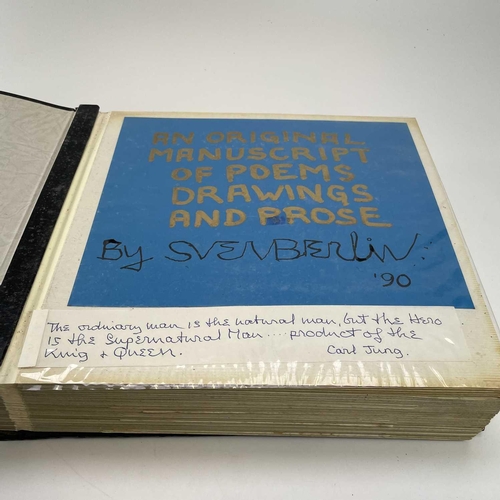 AN ORIGINAL
MANUSCRIPT
OF POEMS
DRAWINGS
AND PROSE
By SVEN BERLIN.
'90
The ordniary man is the natural man, but the Hero
is the Supernatural Man .... product of the
King + Queen. Carl Jung.